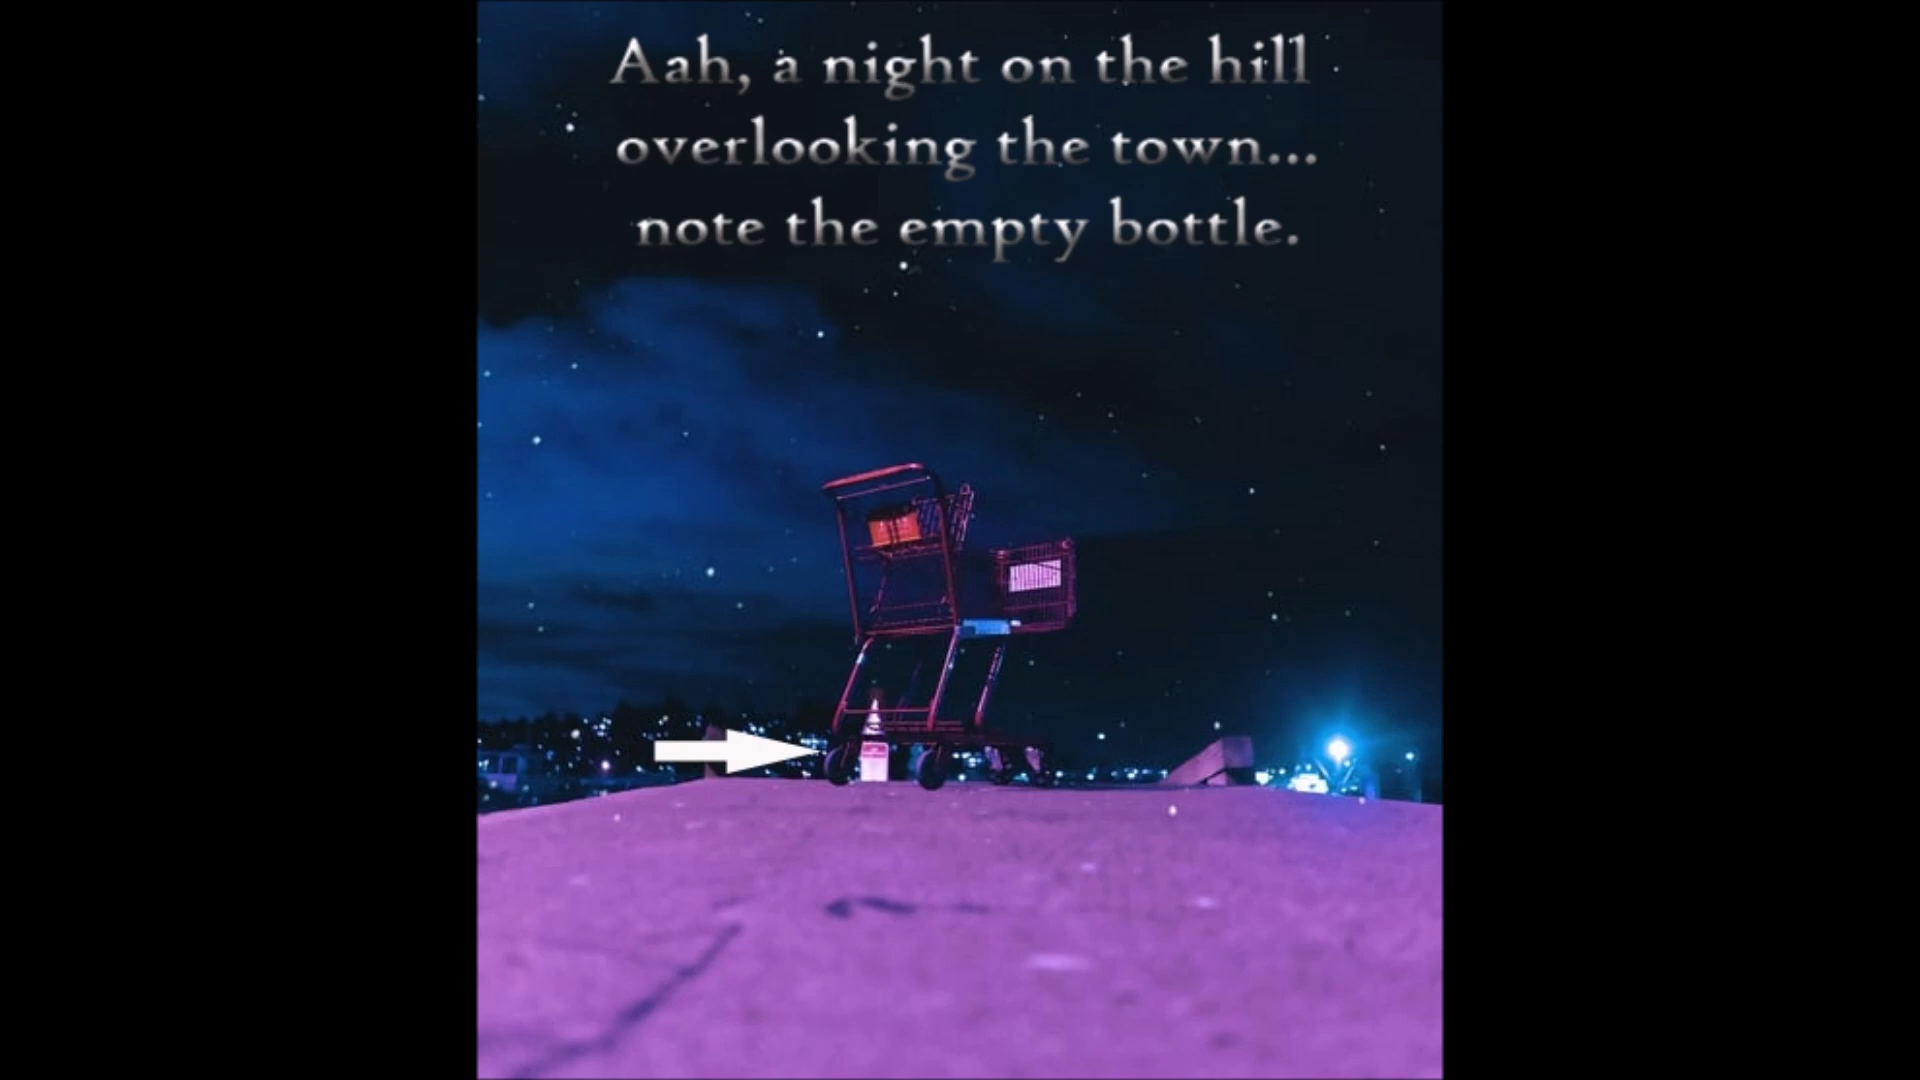 Aah, a night on the hill
overlooking the town...
note the empty bottle.